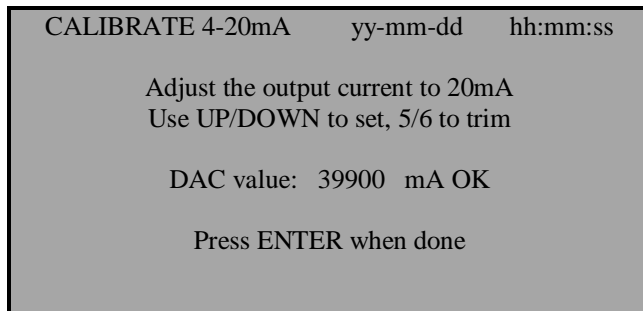 CALIBRATE 4-20mA yy-mm-dd hh:mm:ss
Adjust the output current to 20mA
Use UP/DOWN to set, 5/6 to trim
DAC value: 39900 mA OK
Press ENTER when done